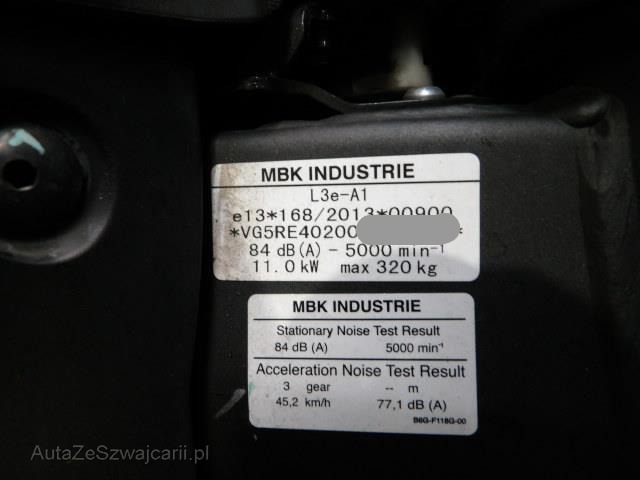 MBK INDUSTRIE
L3e-A1
e13*168/2013*00900
*VG5RE40200
84 dB(A) - 5000 min⁻¹
11.0 kW max 320 kg
MBK INDUSTRIE
Stationary Noise Test Result
84 dB (A) 5000 min⁻¹
Acceleration Noise Test Result
3 gear -- m
45,2 km/h 77,1 dB (A)
B6G-F118G-00
AutaZeSzwajcarii.pl